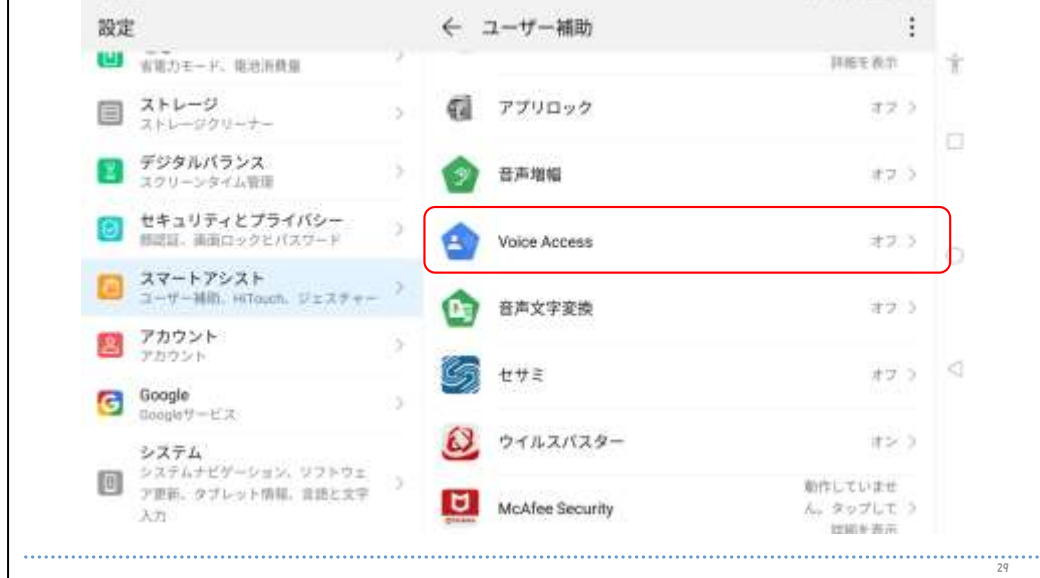 設定
省電力モード、電池消費量
ストレージ
ストレージクリーナー
デジタルバランス
スクリーンタイム管理
セキュリティとプライバシー
顔認証、画面ロックとパスワード
スマートアシスト
ユーザー補助、HiTouch、ジェスチャー
アカウント
アカウント
Google
Googleサービス
システム
システムナビゲーション、ソフトウェ
ア更新、タブレット情報、言語と文字
入力
ユーザー補助
詳細を表示
アプリロック
オフ
音声増幅
オフ
Voice Access
オフ
音声文字変換
オフ
セサミ
オフ
ウイルスバスター
オン
McAfee Security
動作していませ
ん。タップして
詳細を表示
29